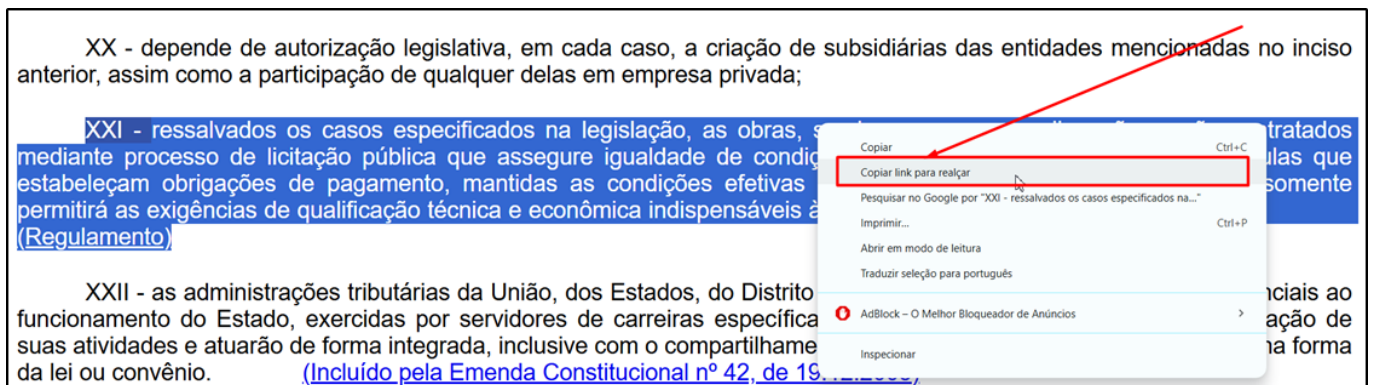 XX - depende de autorização legislativa, em cada caso, a criação de subsidiárias das entidades mencionadas no inciso
anterior, assim como a participação de qualquer delas em empresa privada;
XXI - ressalvados os casos especificados na legislação, as obras, tratados
mediante processo de licitação pública que assegure igualdade de que
estabeleçam obrigações de pagamento, mantidas as condições efetivas somente
permitirá as exigências de qualificação técnica e econômica indispensáveis
(Regulamento)
XXII - as administrações tributárias da União, dos Estados, do Distrito
funcionamento do Estado, exercidas por servidores de carreiras de
suas atividades e atuarão de forma integrada, inclusive com o forma
da lei ou convênio. (Incluído pela Emenda Constitucional nº 42, de
Copiar Ctrl+C
Copiar link para realçar
Pesquisar no Google por "XXI - ressalvados os casos especificados na..."
Imprimir... Ctrl+P
Abrir em modo de leitura
Traduzir seleção para português
AdBlock – O Melhor Bloqueador de Anúncios
Inspecionar